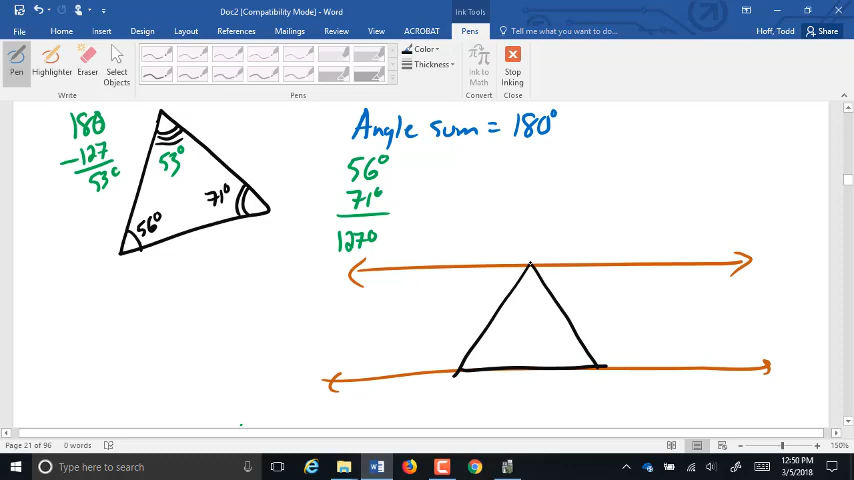 Doc2 [Compatibility Mode] - Word
Ink Tools
Hoff, Todd
File
Home
Insert
Design
Layout
References
Mailings
Review
View
ACROBAT
Pens
Tell me what you want to do...
Share
Pen
Highlighter
Eraser
Select Objects
Color
Thickness
Ink to Math
Stop Inking
Write
Pens
Convert
Close
180
-127
53°
53°
71°
56°
Angle sum = 180°
56°
71°
127°
Page 21 of 96
0 words
150%
Type here to search
12:50 PM
3/5/2018